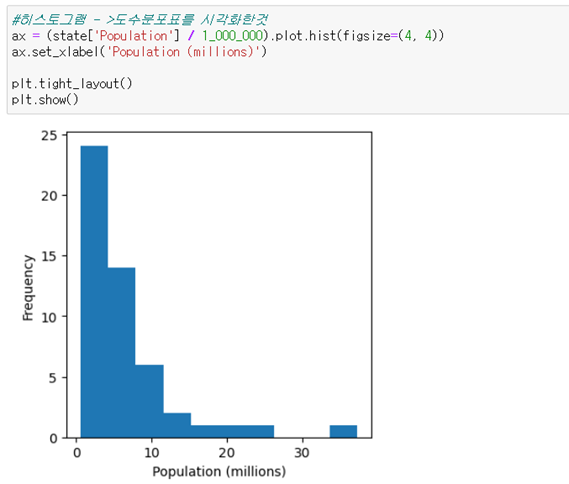 #히스토그램 - >도수분포표를 시각화한것
ax = (state['Population'] / 1_000_000).plot.hist(figsize=(4, 4))
ax.set_xlabel('Population (millions)')
plt.tight_layout()
plt.show()
25
20
15
10
5
0
Frequency
0 10 20 30
Population (millions)